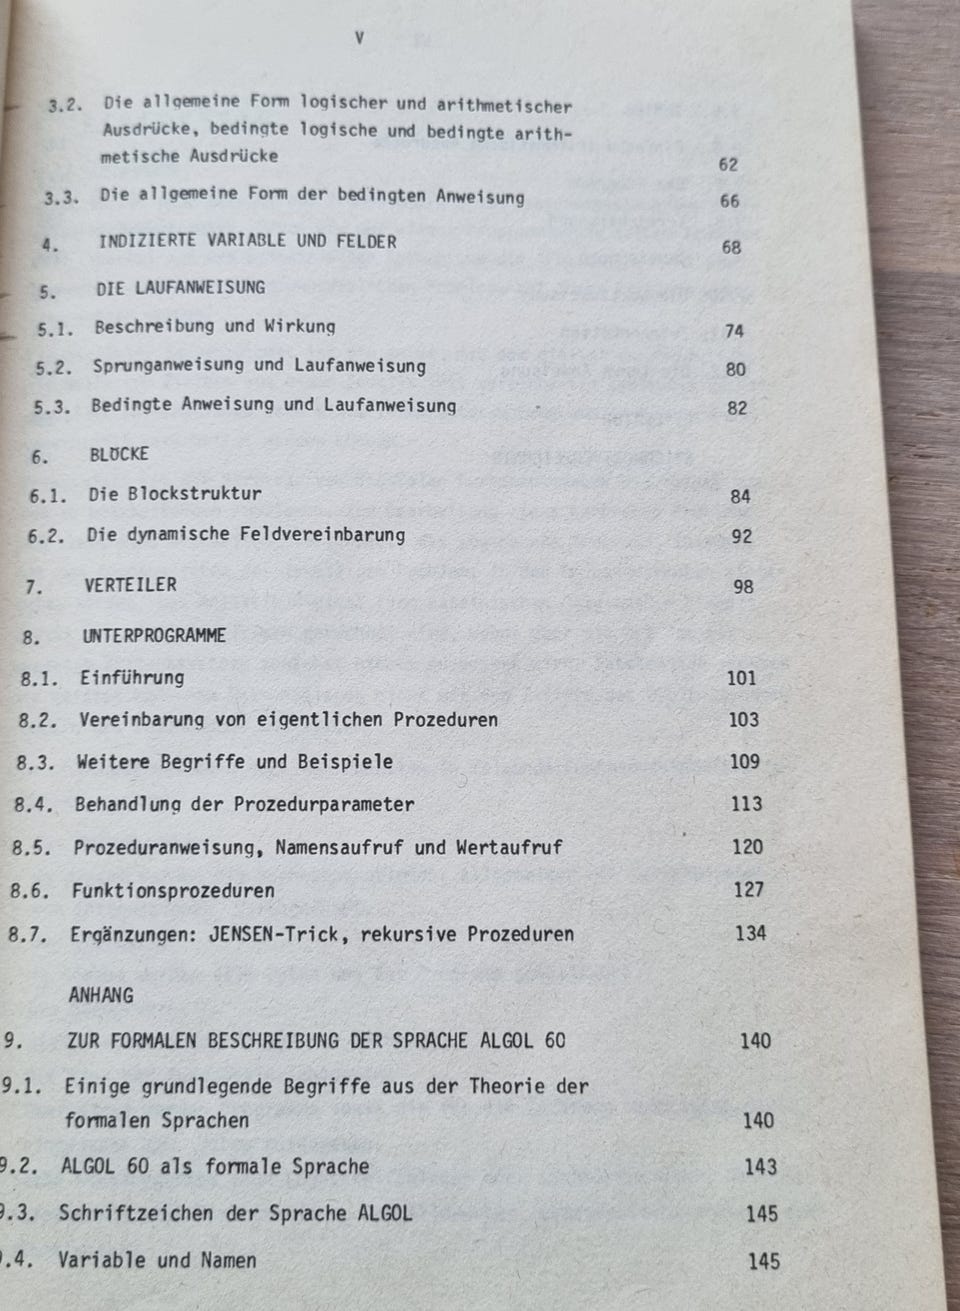 V
3.2. Die allgemeine Form logischer und arithmetischer
Ausdrücke, bedingte logische und bedingte arith-
metische Ausdrücke 62
3.3. Die allgemeine Form der bedingten Anweisung 66
4. INDIZIERTE VARIABLE UND FELDER 68
5. DIE LAUFANWEISUNG
5.1. Beschreibung und Wirkung 74
5.2. Sprunganweisung und Laufanweisung 80
5.3. Bedingte Anweisung und Laufanweisung 82
6. BLÖCKE
6.1. Die Blockstruktur 84
6.2. Die dynamische Feldvereinbarung 92
7. VERTEILER 98
8. UNTERPROGRAMME
8.1. Einführung 101
8.2. Vereinbarung von eigentlichen Prozeduren 103
8.3. Weitere Begriffe und Beispiele 109
8.4. Behandlung der Prozedurparameter 113
8.5. Prozeduranweisung, Namensaufruf und Wertaufruf 120
8.6. Funktionsprozeduren 127
8.7. Ergänzungen: JENSEN-Trick, rekursive Prozeduren 134
ANHANG
9. ZUR FORMALEN BESCHREIBUNG DER SPRACHE ALGOL 60 140
9.1. Einige grundlegende Begriffe aus der Theorie der
formalen Sprachen 140
9.2. ALGOL 60 als formale Sprache 143
9.3. Schriftzeichen der Sprache ALGOL 145
9.4. Variable und Namen 145